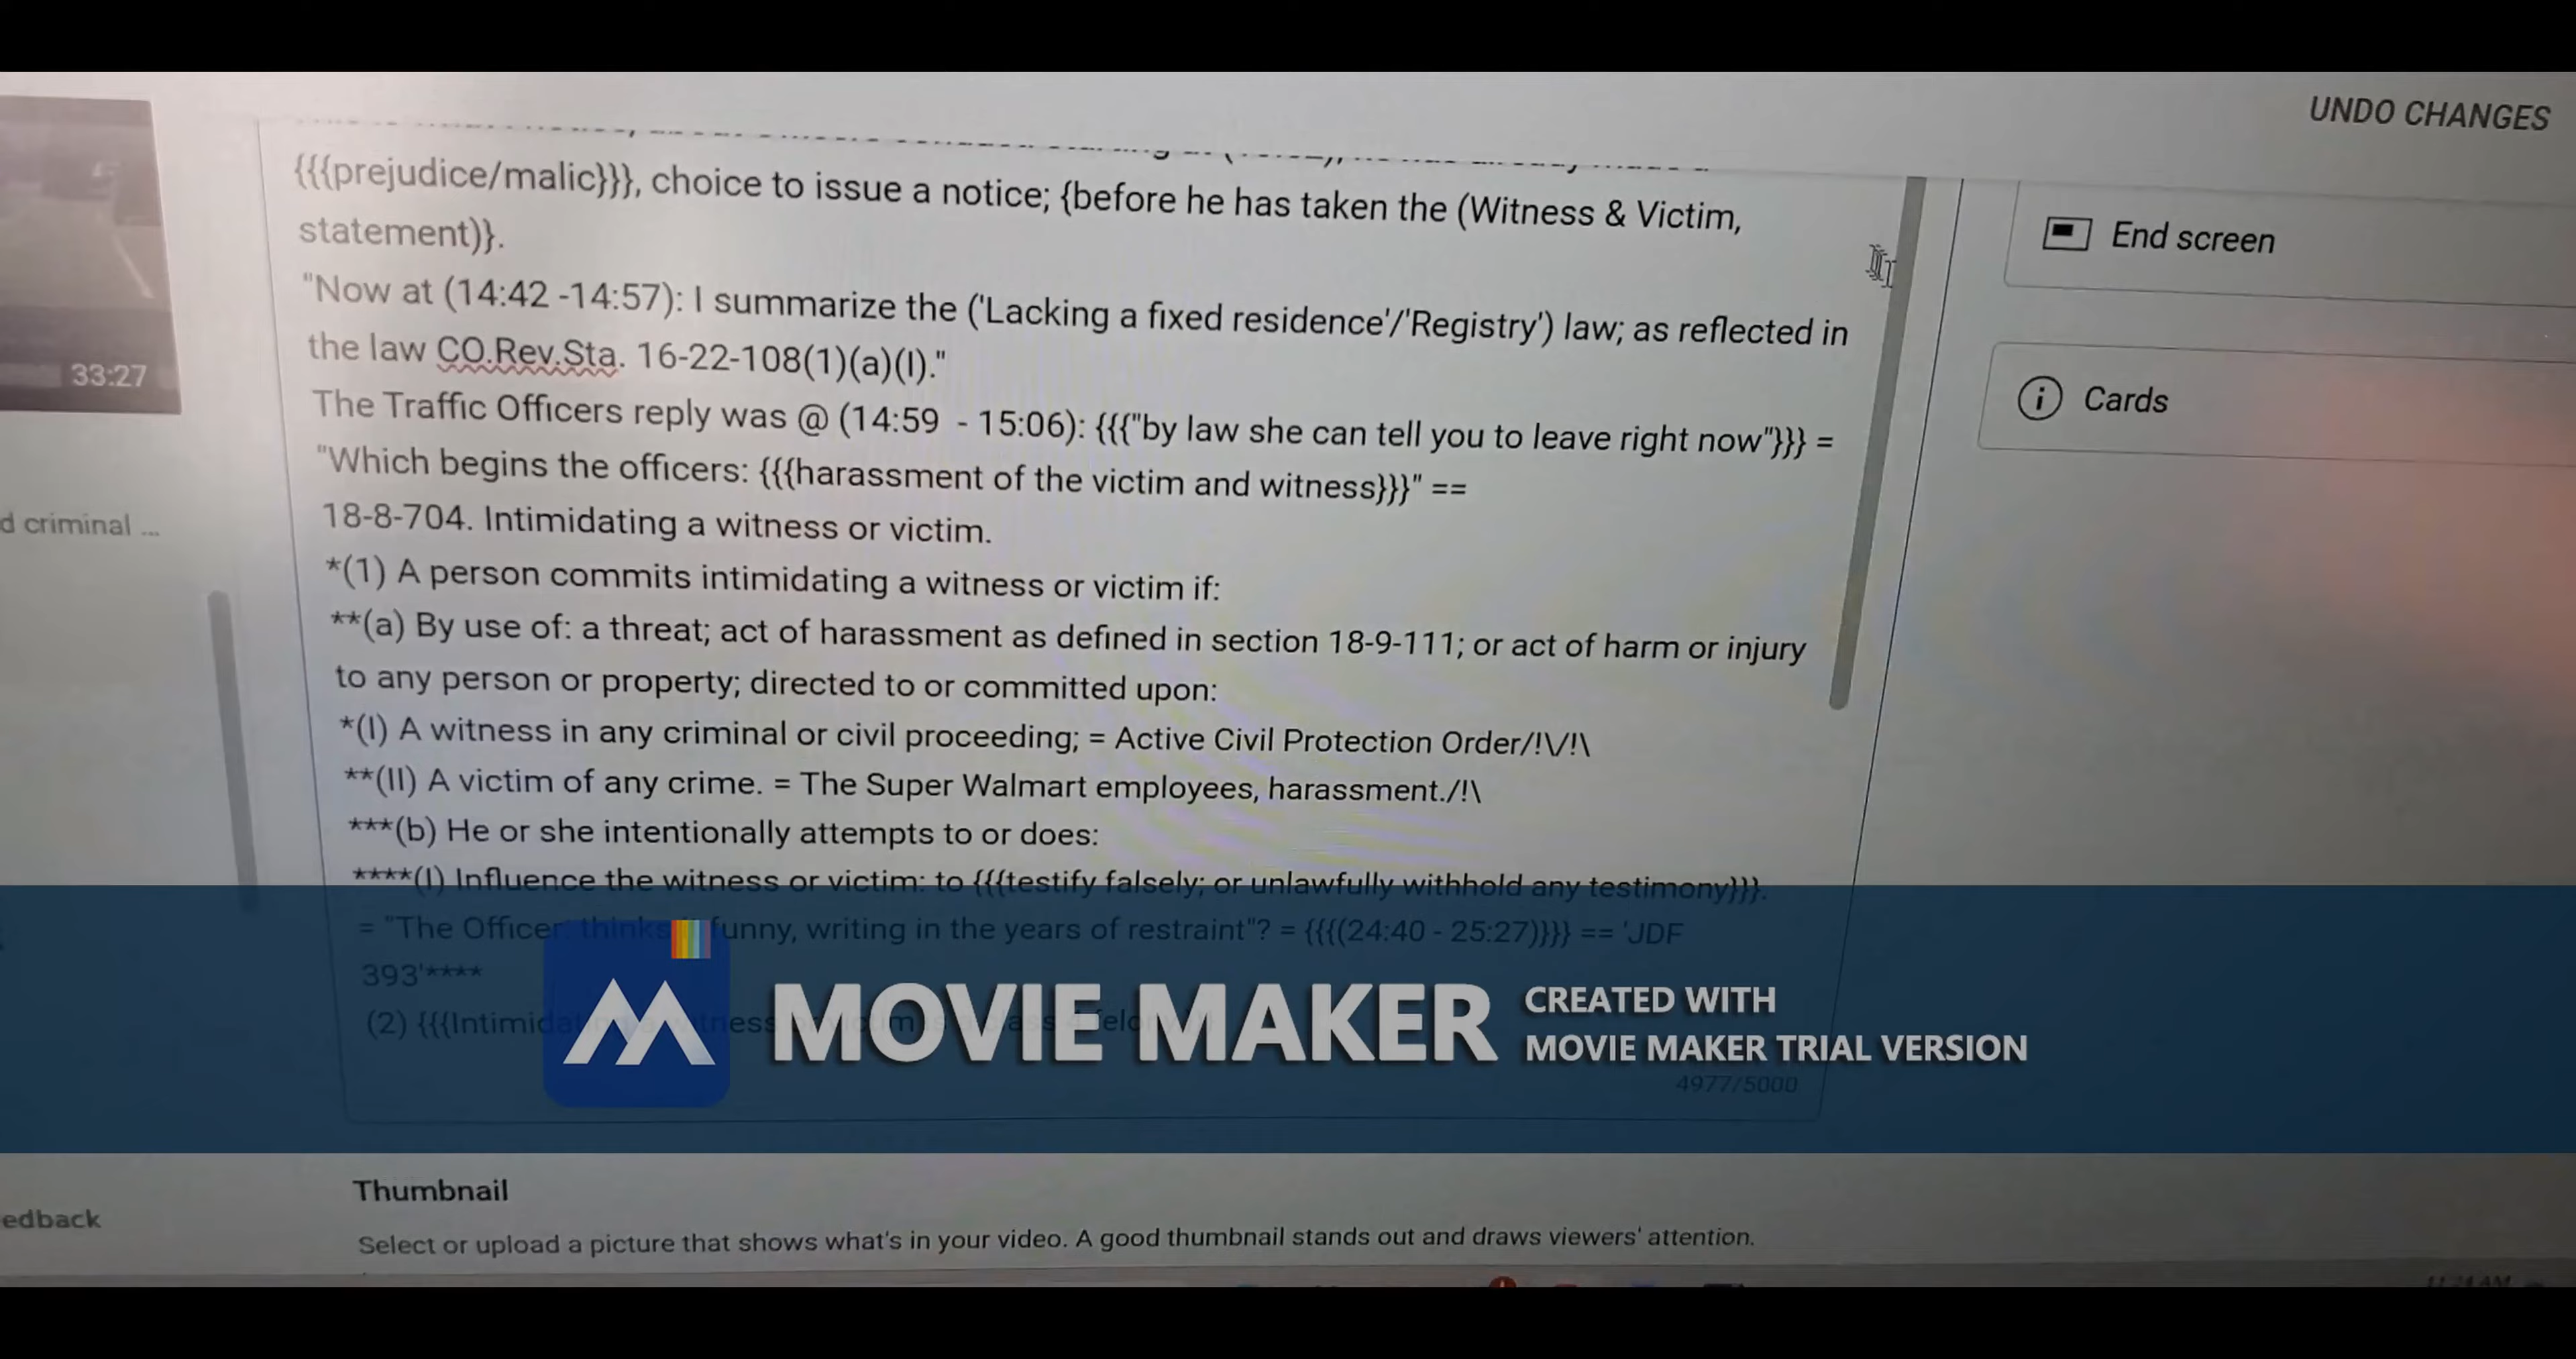 UNDO CHANGES
{{{prejudice/malic}}}, choice to issue a notice; {before he has taken the (Witness & Victim,
statement)}.
"Now at (14:42 -14:57): I summarize the ('Lacking a fixed residence'/'Registry') law; as reflected in
the law CO.Rev.Sta. 16-22-108(1)(a)(I)."
The Traffic Officers reply was @ (14:59 - 15:06): {{{"by law she can tell you to leave right now"}}} =
"Which begins the officers: {{{harassment of the victim and witness}}}" ==
18-8-704. Intimidating a witness or victim.
*(1) A person commits intimidating a witness or victim if:
**(a) By use of: a threat; act of harassment as defined in section 18-9-111; or act of harm or injury
to any person or property; directed to or committed upon:
*(I) A witness in any criminal or civil proceeding; = Active Civil Protection Order/!\/!\
**(II) A victim of any crime. = The Super Walmart employees, harassment./!\
***(b) He or she intentionally attempts to or does:
****(I) Influence the witness or victim: to {{{testify falsely; or unlawfully withhold any testimony}}}.
= "The Officer thinks funny, writing in the years of restraint"? = {{{{(24:40 - 25:27)}}}} == 'JDF
393'****
(2) {{{
4977/5000
End screen
Cards
33:27
d criminal ...
edback
MOVIE MAKER
CREATED WITH
MOVIE MAKER TRIAL VERSION
Thumbnail
Select or upload a picture that shows what's in your video. A good thumbnail stands out and draws viewers' attention.